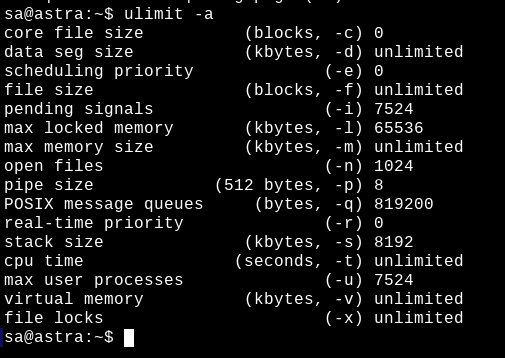 sa@astra:~$ ulimit -a
core file size          (blocks, -c) 0
data seg size           (kbytes, -d) unlimited
scheduling priority             (-e) 0
file size               (blocks, -f) unlimited
pending signals                 (-i) 7524
max locked memory       (kbytes, -l) 65536
max memory size         (kbytes, -m) unlimited
open files                      (-n) 1024
pipe size            (512 bytes, -p) 8
POSIX message queues     (bytes, -q) 819200
real-time priority              (-r) 0
stack size              (kbytes, -s) 8192
cpu time               (seconds, -t) unlimited
max user processes              (-u) 7524
virtual memory          (kbytes, -v) unlimited
file locks                      (-x) unlimited
sa@astra:~$